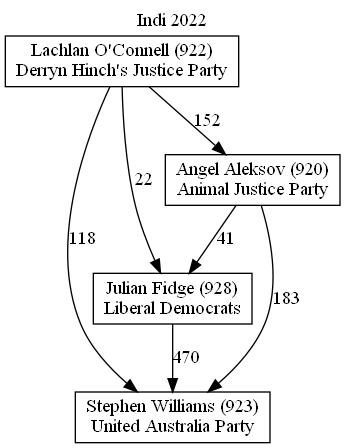 Indi 2022
Lachlan O'Connell (922)
Derryn Hinch's Justice Party
152
Angel Aleksov (920)
Animal Justice Party
22
118
41
183
Julian Fidge (928)
Liberal Democrats
470
Stephen Williams (923)
United Australia Party